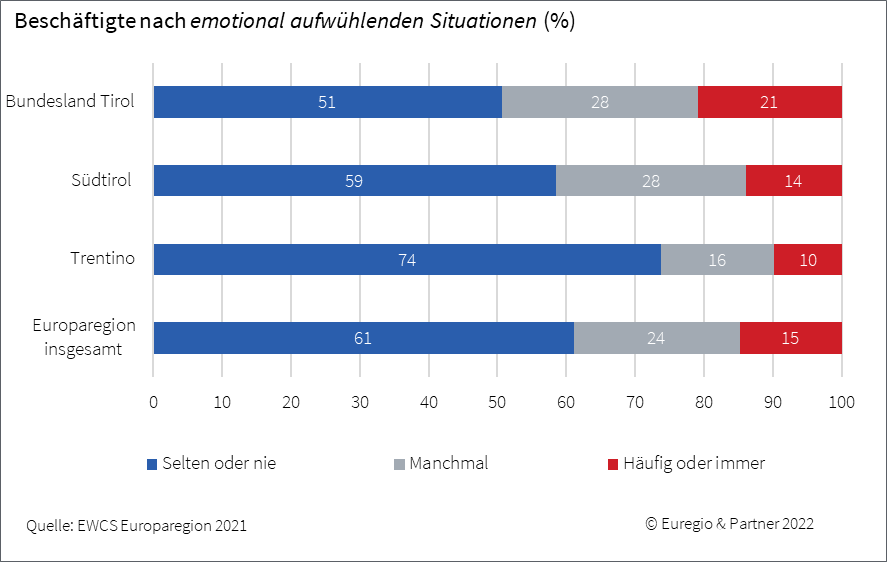 Beschäftigte nach emotional aufwühlenden Situationen (%)
Bundesland Tirol 51 28 21
Südtirol 59 28 14
Trentino 74 16 10
Europaregion
insgesamt 61 24 15
0 10 20 30 40 50 60 70 80 90 100
Selten oder nie Manchmal Häufig oder immer
Quelle: EWCS Europaregion 2021 © Euregio & Partner 2022